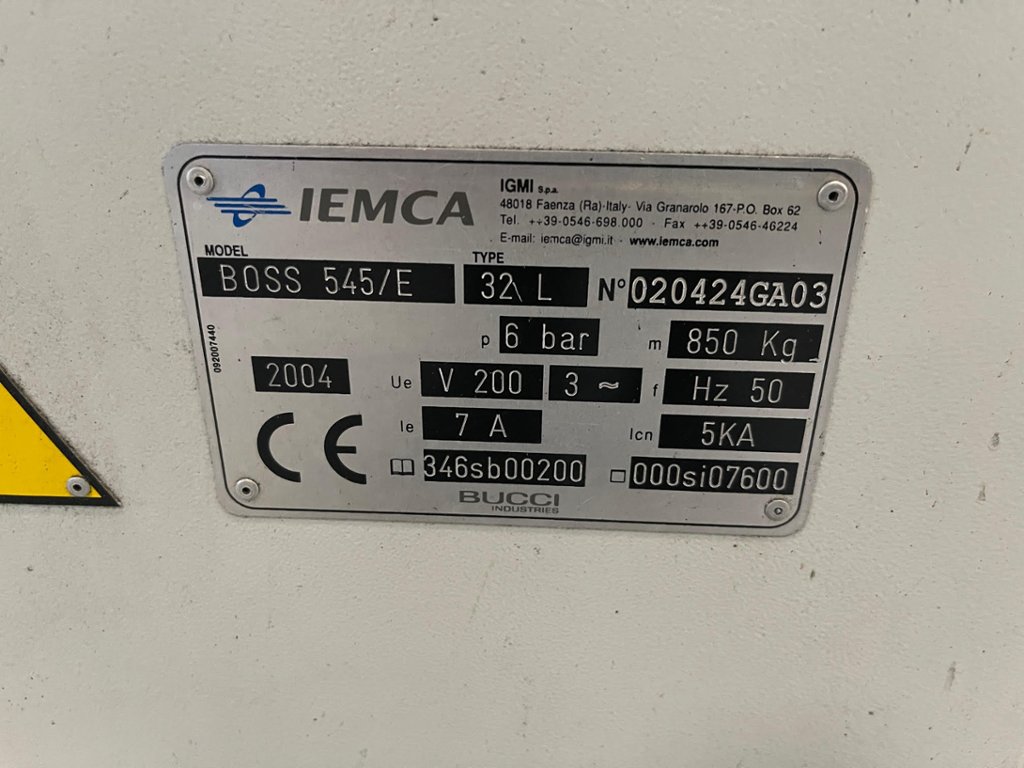 IEMCA
IGMI S.p.a.
48018 Faenza (Ra)-Italy- Via Granarolo 167-P.O. Box 62
Tel. ++39-0546-698.000 - Fax ++39-0546-46224
E-mail: iemca@igmi.it - www.iemca.com
MODEL TYPE
BOSS 545/E 32\ L N° 020424GA03
p 6 bar m 850 Kg
092007440
2004 Ue V 200 3 ~ f Hz 50
Ie 7 A Icn 5KA
CE
346sb00200 000si07600
BUCCI
INDUSTRIES